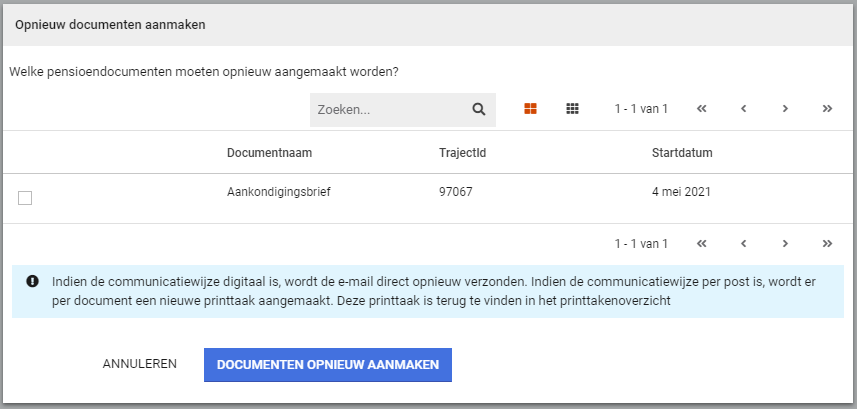 Opnieuw documenten aanmaken
Welke pensioendocumenten moeten opnieuw aangemaakt worden?
Zoeken... 1 - 1 van 1
Documentnaam TrajectId Startdatum
Aankondigingsbrief 97067 4 mei 2021
1 - 1 van 1
Indien de communicatiewijze digitaal is, wordt de e-mail direct opnieuw verzonden. Indien de communicatiewijze per post is, wordt er
per document een nieuwe printtaak aangemaakt. Deze printtaak is terug te vinden in het printtakenoverzicht
ANNULEREN DOCUMENTEN OPNIEUW AANMAKEN